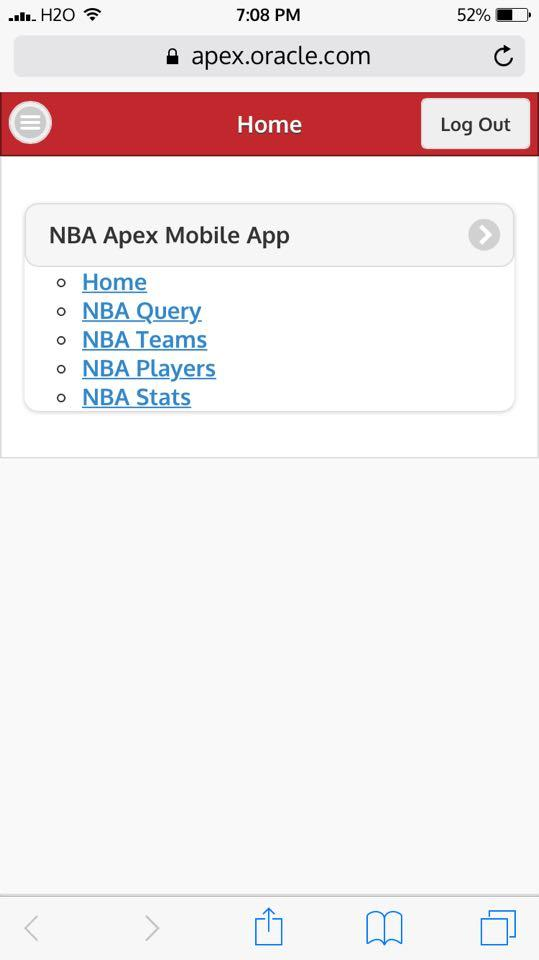 H2O 7:08 PM 52%
apex.oracle.com
Home Log Out
NBA Apex Mobile App
Home
NBA Query
NBA Teams
NBA Players
NBA Stats